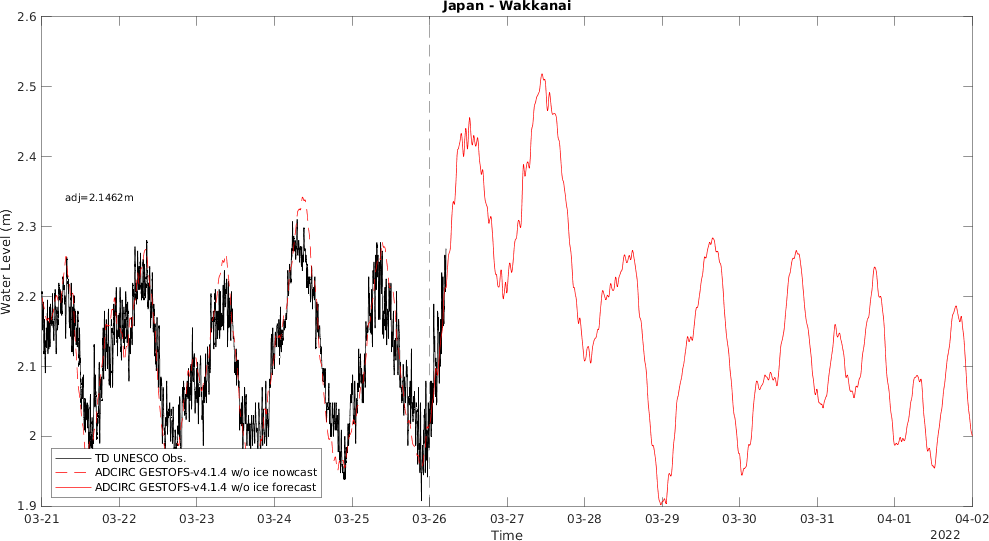 Japan - Wakkanai
2.6
2.5
2.4
2.3
2.2
2.1
2
1.9
Water Level (m)
adj=2.1462m
TD UNESCO Obs.
ADCIRC GESTOFS-v4.1.4 w/o ice nowcast
ADCIRC GESTOFS-v4.1.4 w/o ice forecast
03-21 03-22 03-23 03-24 03-25 03-26 03-27 03-28 03-29 03-30 03-31 04-01 04-02
Time
2022